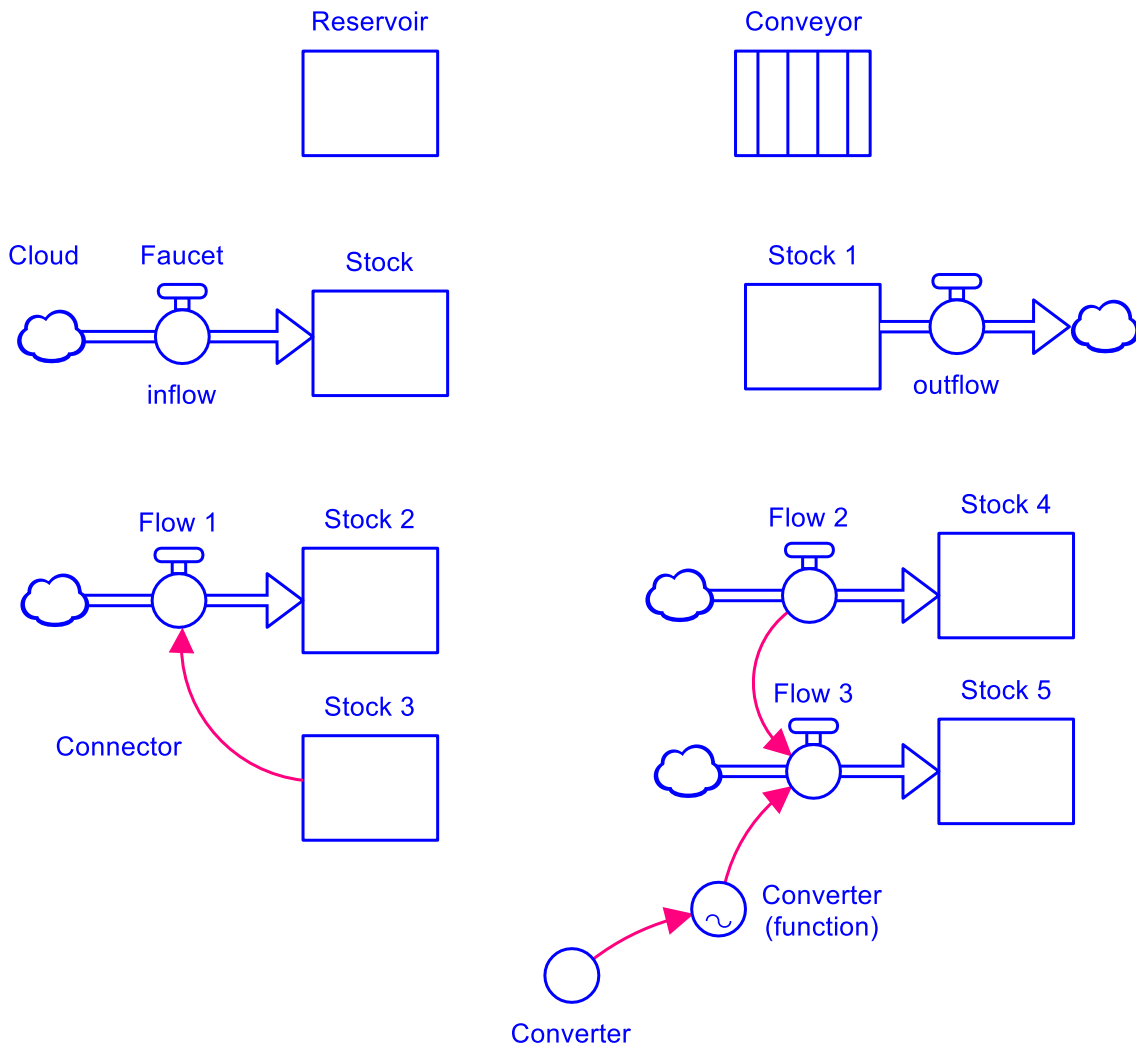 Reservoir
Conveyor
Cloud
Faucet
Stock
Stock 1
inflow
outflow
Flow 1
Stock 2
Flow 2
Stock 4
Stock 3
Flow 3
Stock 5
Connector
Converter
(function)
Converter